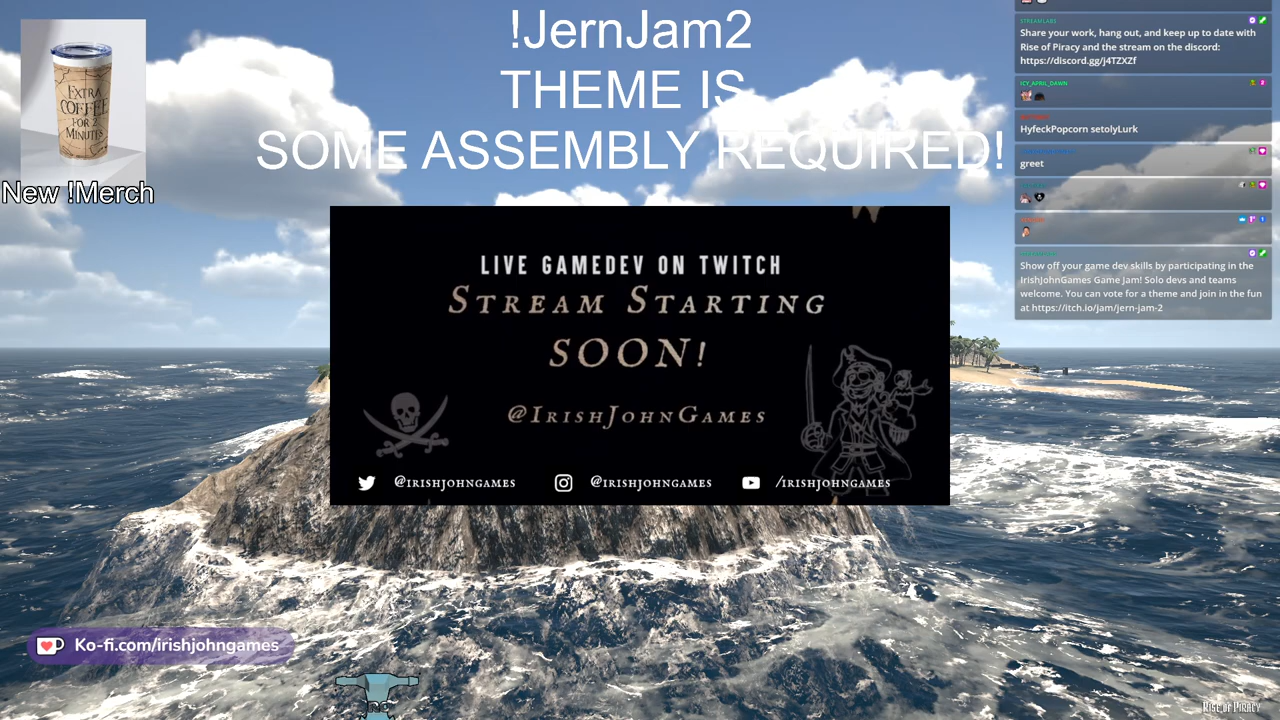 !JernJam2
THEME IS
SOME ASSEMBLY REQUIRED!
EXTRA
COFFEE
FOR 2
MINUTES
New !Merch
LIVE GAMEDEV ON TWITCH
STREAM STARTING
SOON!
@IRISHJOHNGAMES
@IRISHJOHNGAMES
@IRISHJOHNGAMES
/IRISHJOHNGAMES
STREAMLABS
Share your work, hang out, and keep up to date with
Rise of Piracy and the stream on the discord:
https://discord.gg/j4TZXZf
ICY_APRIL_DAWN
HyfeckPopcorn setolyLurk
greet
Show off your game dev skills by participating in the
IrishJohnGames Game Jam! Solo devs and teams
welcome. You can vote for a theme and join in the fun
at https://itch.io/jam/jern-jam-2
Ko-fi.com/irishjohngames
RISE OF PIRACY